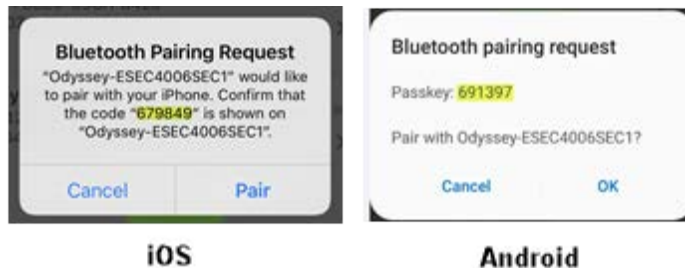 Bluetooth Pairing Request
"Odyssey-ESEC4006SEC1" would like
to pair with your iPhone. Confirm that
the code "679849" is shown on
"Odyssey-ESEC4006SEC1".
Cancel
Pair
iOS
Bluetooth pairing request
Passkey: 691397
Pair with Odyssey-ESEC4006SEC1?
Cancel
OK
Android